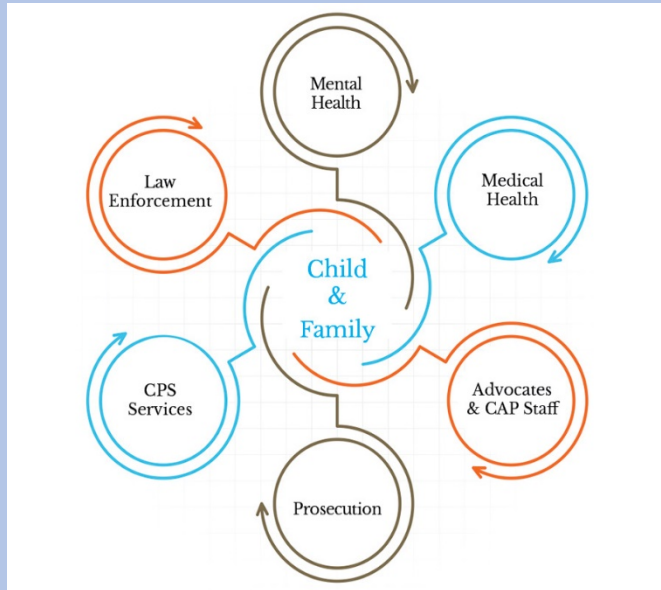 Mental
Health
Law
Enforcement
Medical
Health
Child
&
Family
CPS
Services
Advocates
& CAP Staff
Prosecution